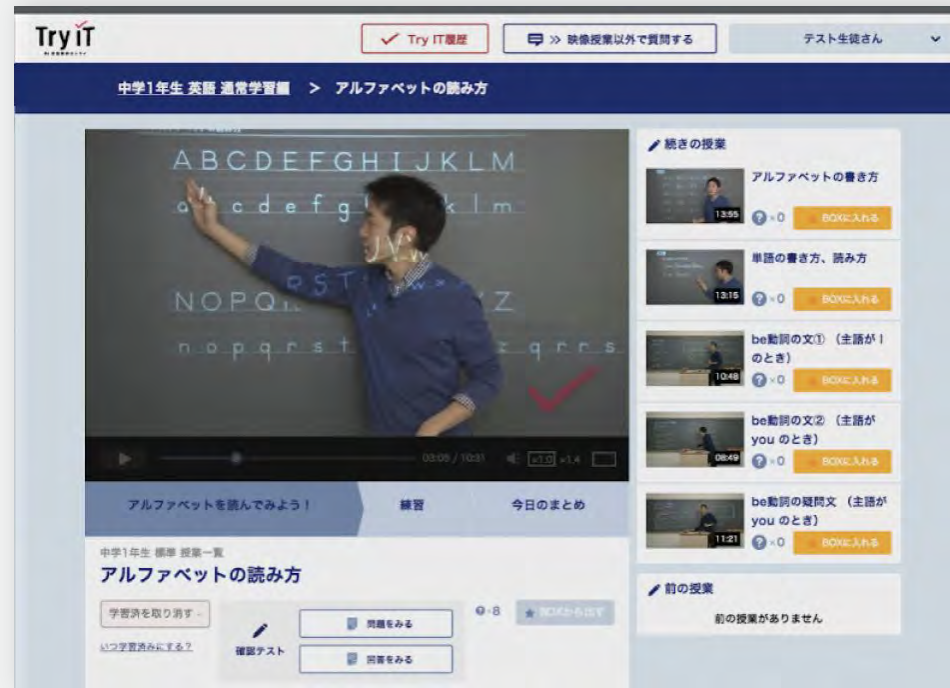 Try iT
Try IT履歴
>> 映像授業以外で質問する
テスト生徒さん
中学1年生 英語 通常学習編 > アルファベットの読み方
A B C D E F G H I J K L M
a b c d e f g k l m
R S T
N O P Q Z
n o p q r s t z q r r s
03:05 / 10:31
×1.0 ×1.4
アルファベットを読んでみよう!
練習
今日のまとめ
中学1年生 標準 授業一覧
アルファベットの読み方
学習済を取り消す
いつ学習済みにする?
確認テスト
問題をみる
回答をみる
?×8
★ BOXから出す
続きの授業
アルファベットの書き方
13:55
?×0
BOXに入れる
単語の書き方、読み方
13:15
?×0
BOXに入れる
be動詞の文① (主語が I
のとき)
10:48
?×0
BOXに入れる
be動詞の文② (主語が
you のとき)
08:49
?×0
BOXに入れる
be動詞の疑問文 (主語が
you のとき)
11:21
?×0
BOXに入れる
前の授業
前の授業がありません